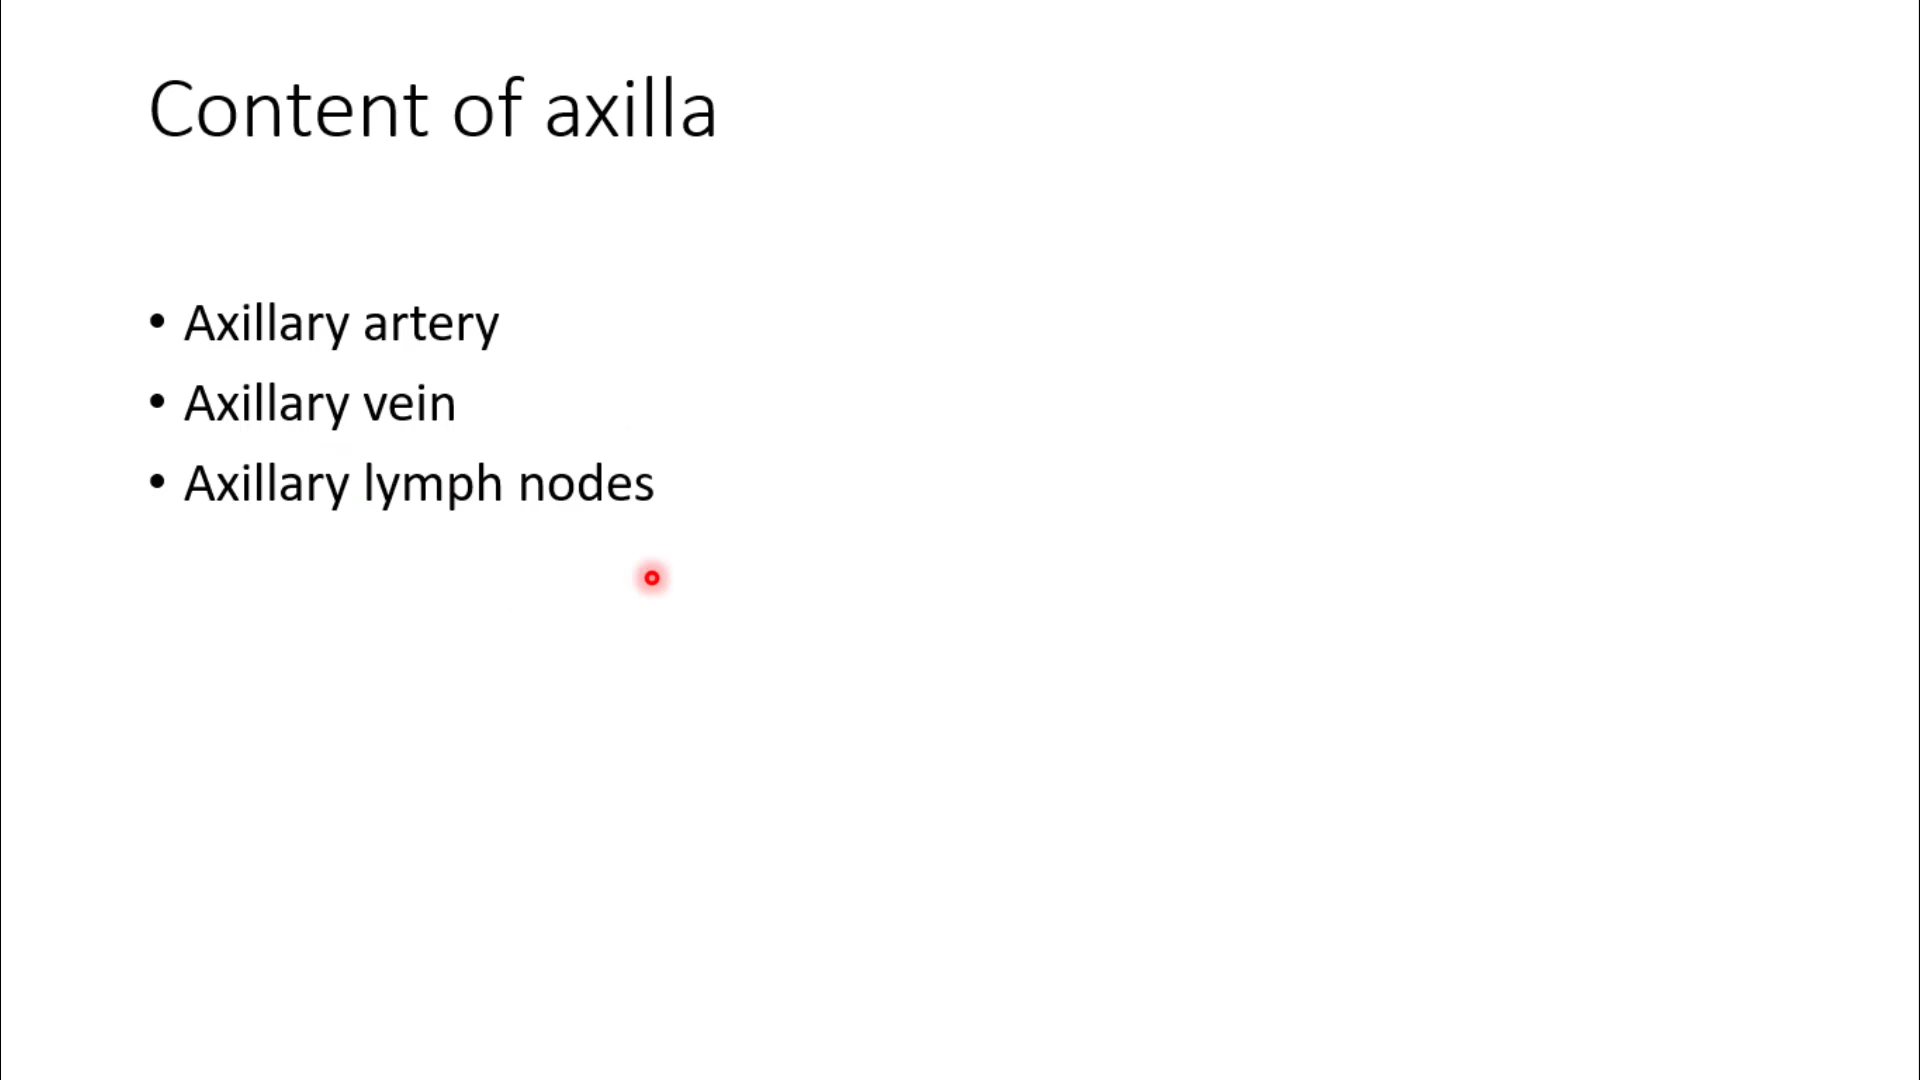 Content of axilla
• Axillary artery
• Axillary vein
• Axillary lymph nodes